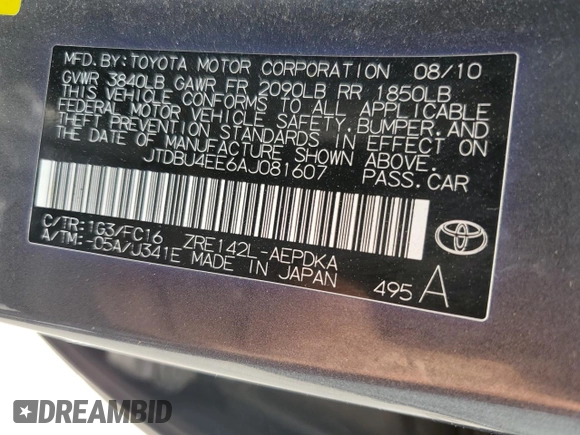 MFD. BY: TOYOTA MOTOR CORPORATION 08/10
GVWR 3840LB GAWR FR 2090LB RR 1850LB
THIS VEHICLE CONFORMS TO ALL APPLICABLE
FEDERAL MOTOR VEHICLE SAFETY, BUMPER, AND
THEFT PREVENTION STANDARDS IN EFFECT ON
THE DATE OF MANUFACTURE SHOWN ABOVE.
JTDBU4EE6AJ081607 PASS.CAR
C/TR: 1G3/FC16 ZRE142L-AEPDKA
A/TM: -05A/U341E MADE IN JAPAN
495 A
DREAMBID